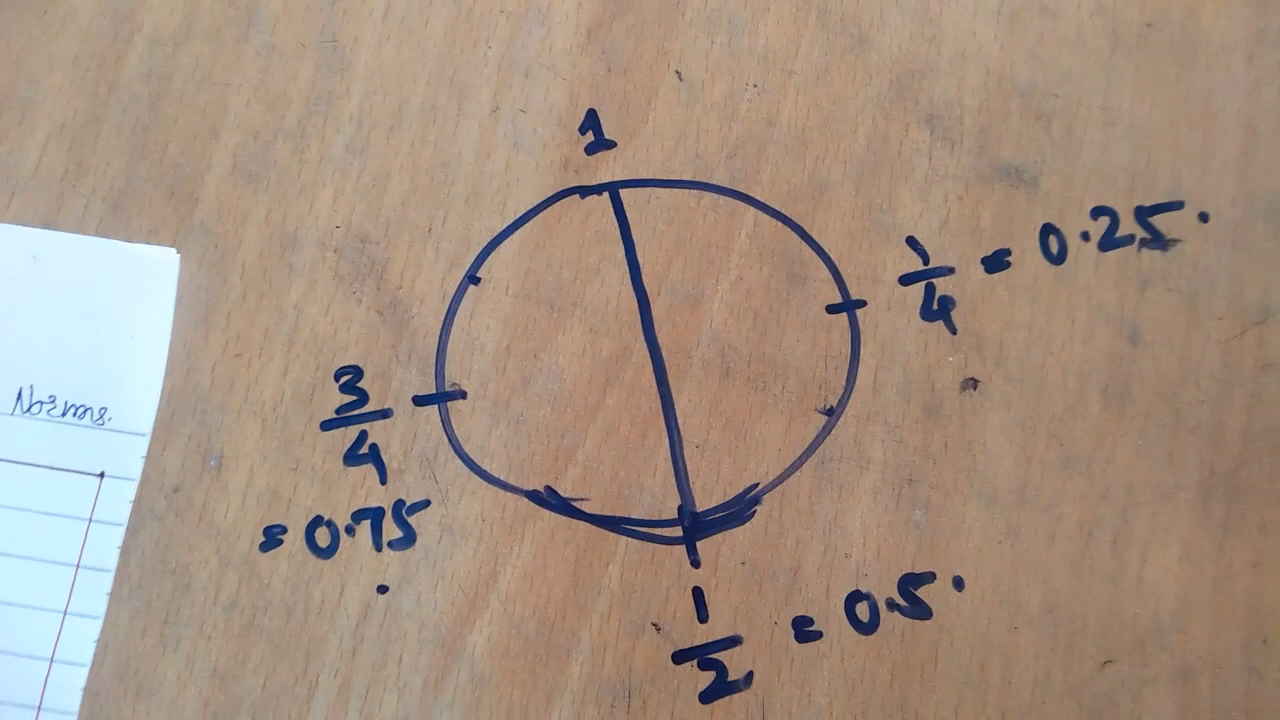 1
1/4 = 0.25.
3/4
= 0.75
1/2 = 0.5.
Norms.